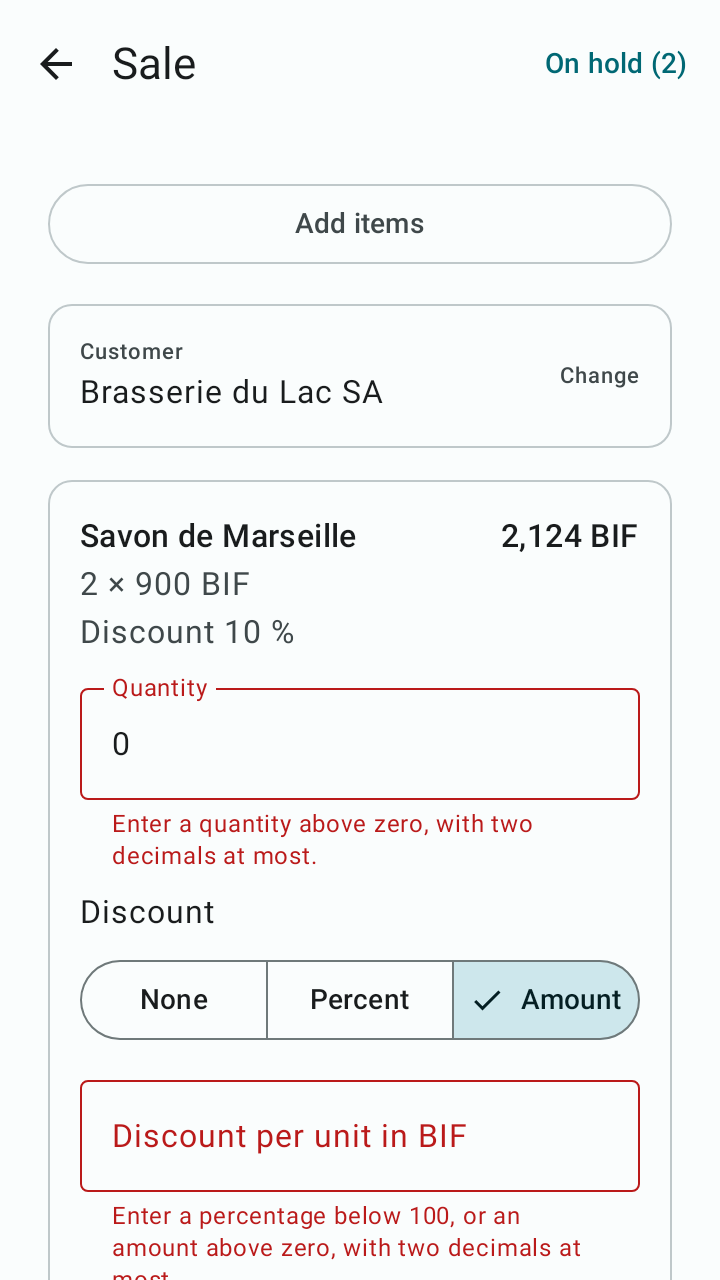 Sale
On hold (2)
Add items
Customer
Brasserie du Lac SA
Change
Savon de Marseille
2,124 BIF
2 × 900 BIF
Discount 10 %
Quantity
0
Enter a quantity above zero, with two
decimals at most.
Discount
None
Percent
Amount
Discount per unit in BIF
Enter a percentage below 100, or an
amount above zero, with two decimals at
most.